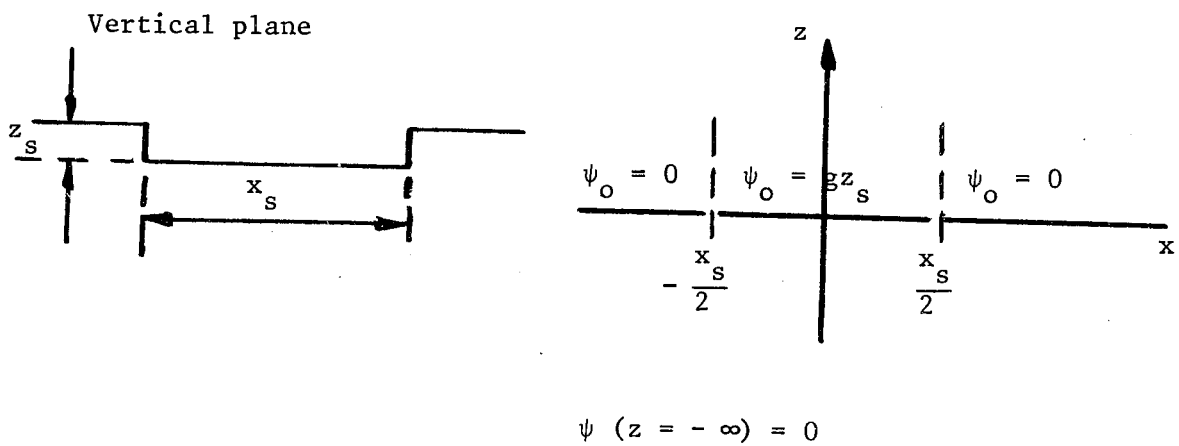 Vertical plane
z_s
x_s
z
ψ_o = 0
ψ_o = gz_s
ψ_o = 0
x
- x_s/2
x_s/2
ψ (z = - ∞) = 0